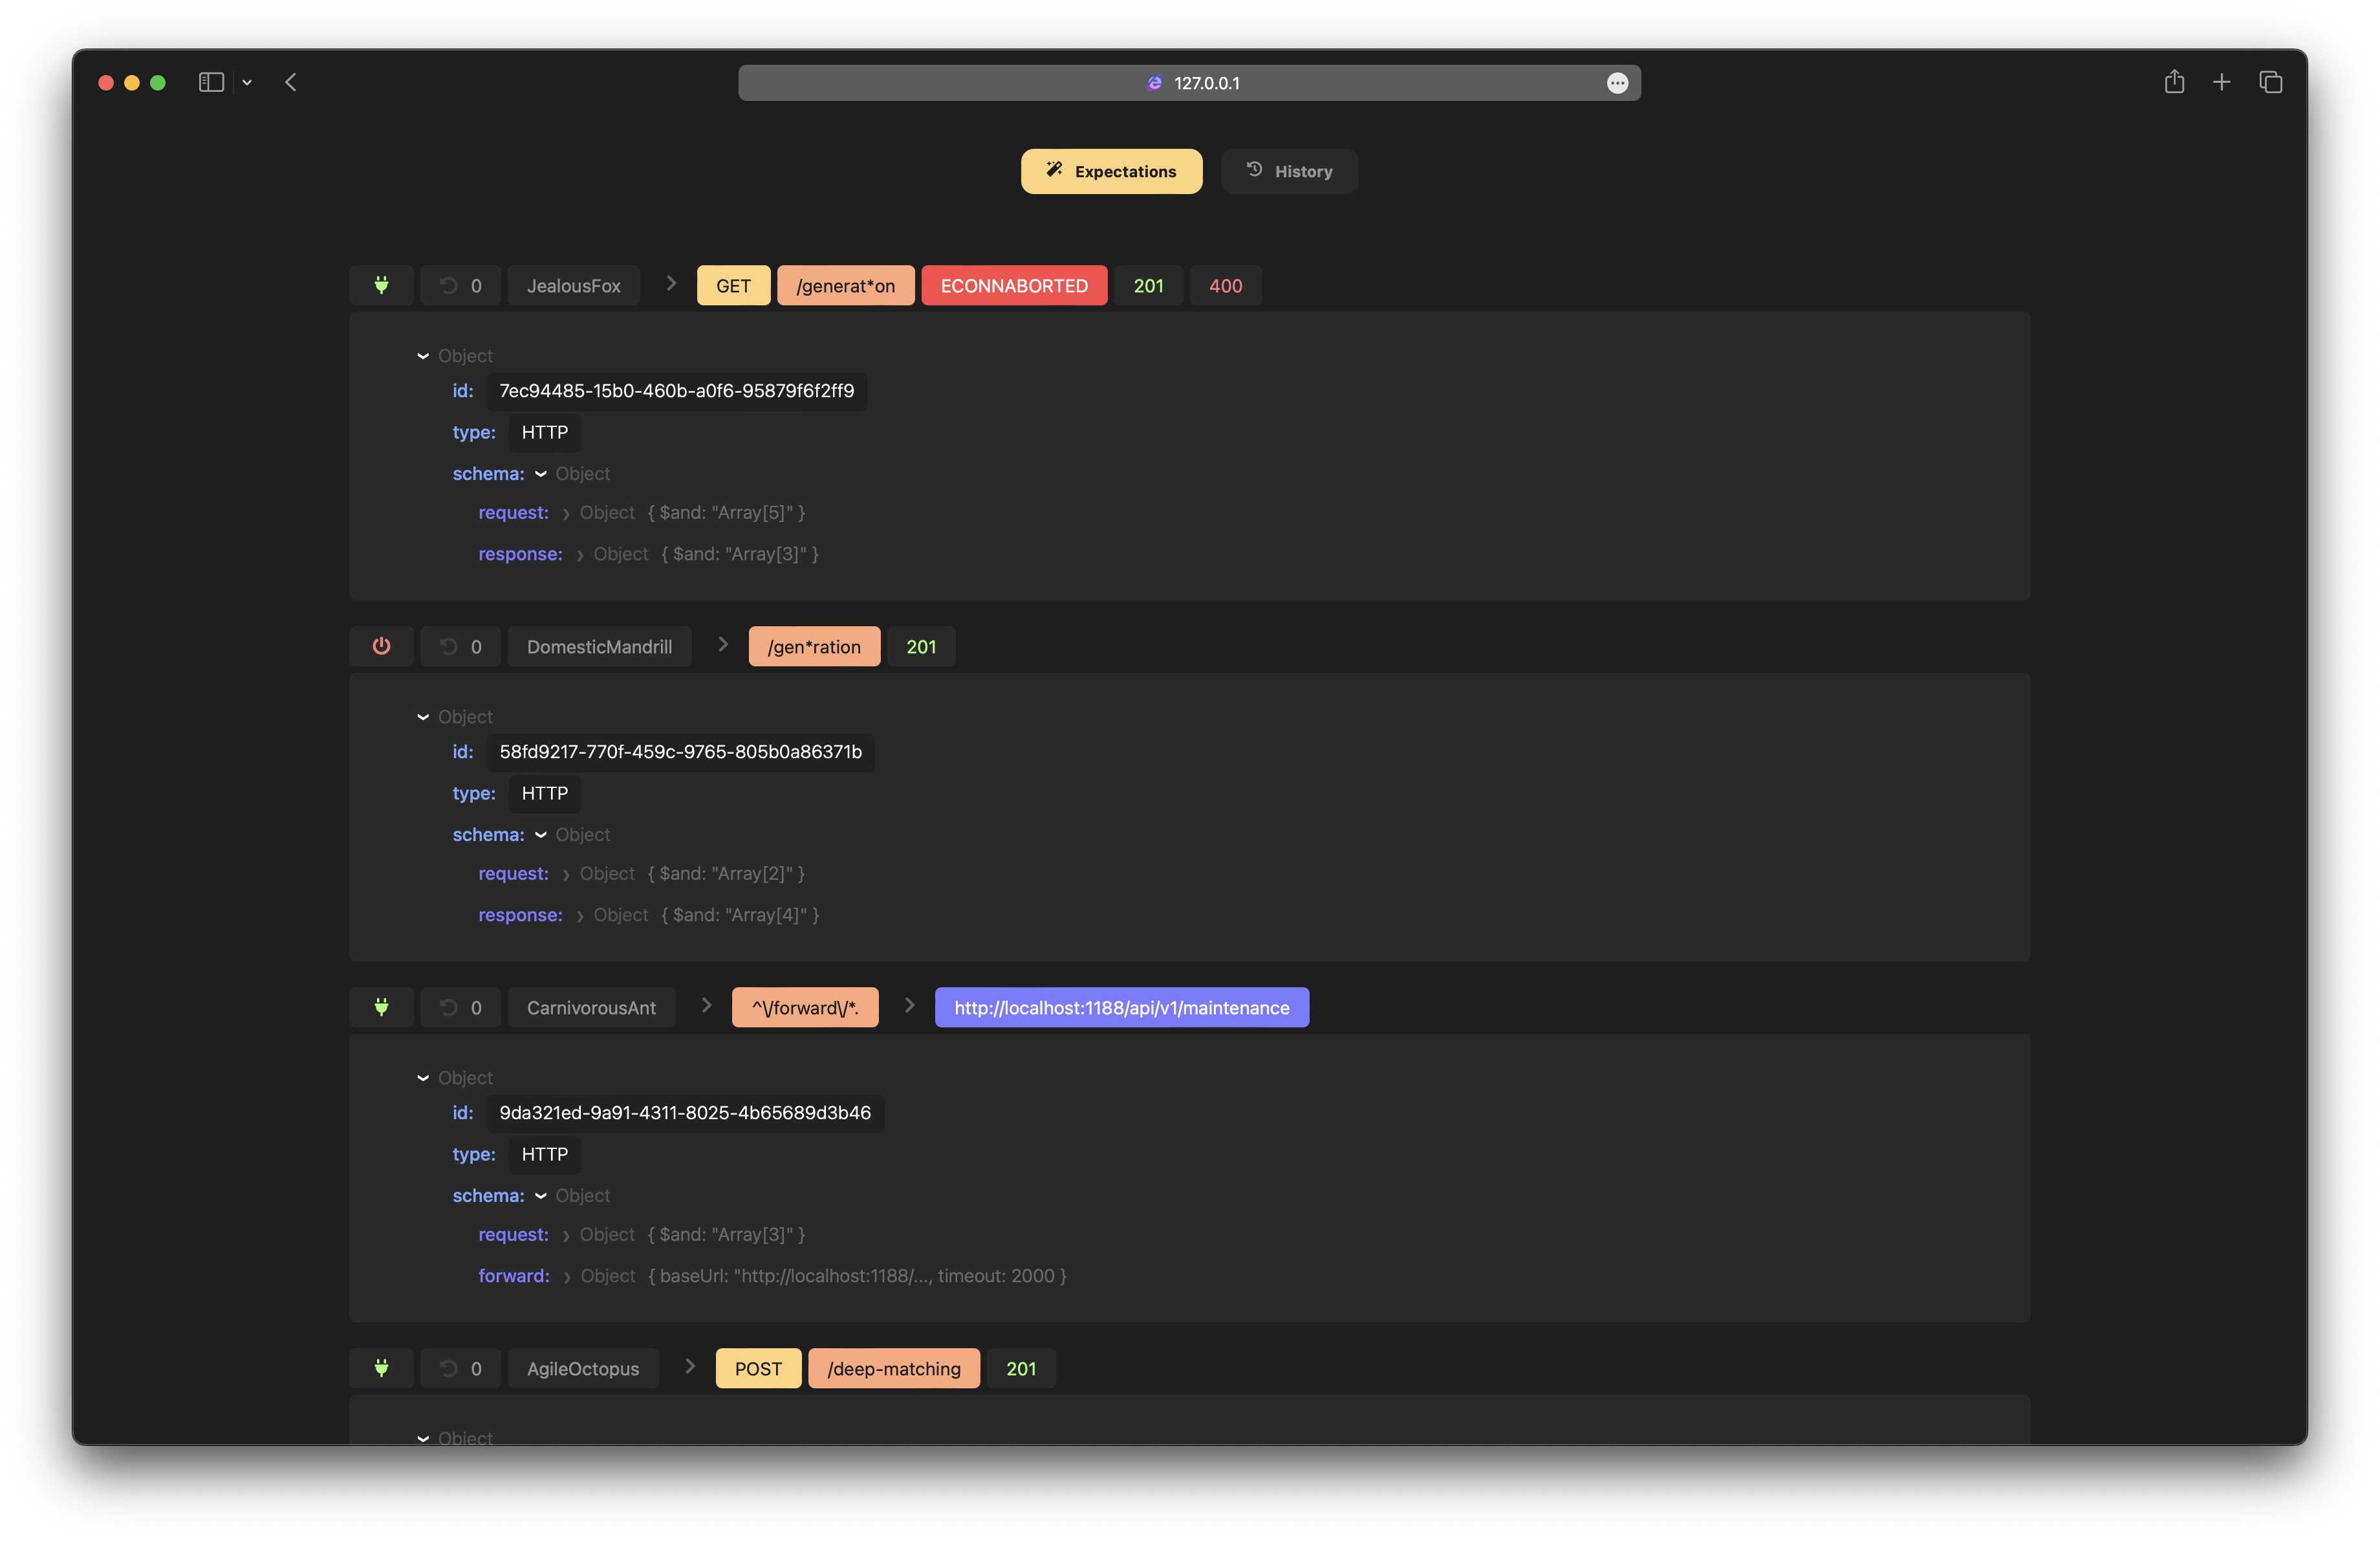 127.0.0.1
Expectations History
0 JealousFox GET /generat*on ECONNABORTED 201 400
Object
id: 7ec94485-15b0-460b-a0f6-95879f6f2ff9
type: HTTP
schema: Object
request: Object { $and: "Array[5]" }
response: Object { $and: "Array[3]" }
0 DomesticMandrill /gen*ration 201
Object
id: 58fd9217-770f-459c-9765-805b0a86371b
type: HTTP
schema: Object
request: Object { $and: "Array[2]" }
response: Object { $and: "Array[4]" }
0 CarnivorousAnt ^\/forward\/*. http://localhost:1188/api/v1/maintenance
Object
id: 9da321ed-9a91-4311-8025-4b65689d3b46
type: HTTP
schema: Object
request: Object { $and: "Array[3]" }
forward: Object { baseUrl: "http://localhost:1188/..., timeout: 2000 }
0 AgileOctopus POST /deep-matching 201
Object